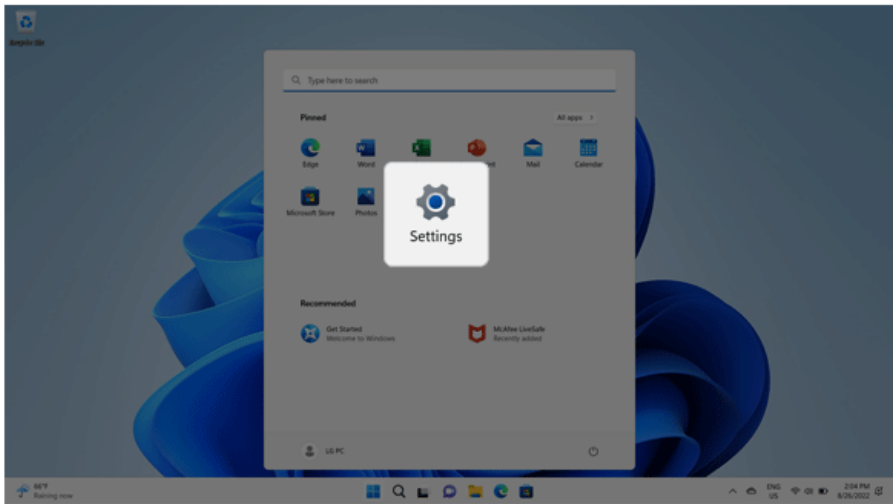 Recycle Bin
Type here to search
Pinned
All apps >
Edge
Word
Mail
Calendar
Microsoft Store
Photos
Settings
Recommended
Get Started
Welcome to Windows
McAfee LiveSafe
Recently added
LG PC
66°F
Raining now
ENG
US
2:04 PM
8/26/2022